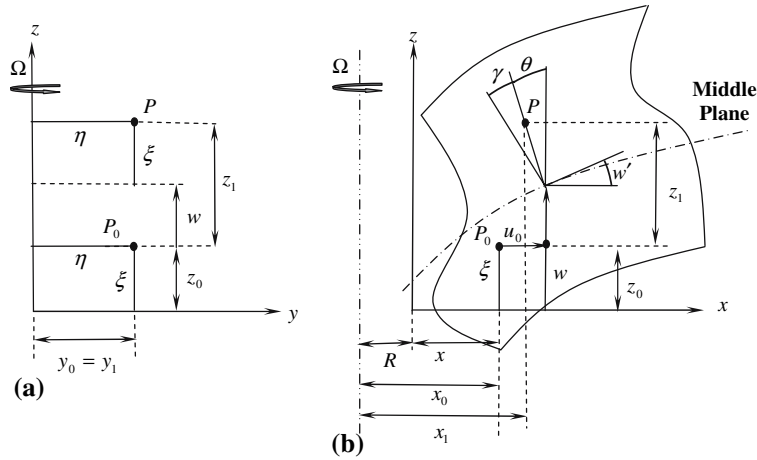 z
Ω
P
η
ξ
z₁
w
P₀
η
ξ
z₀
y
y₀ = y₁
(a)
z
Ω
γ
θ
P
Middle
Plane
w′
z₁
P₀
u₀
ξ
w
z₀
x
R
x
x₀
x₁
(b)